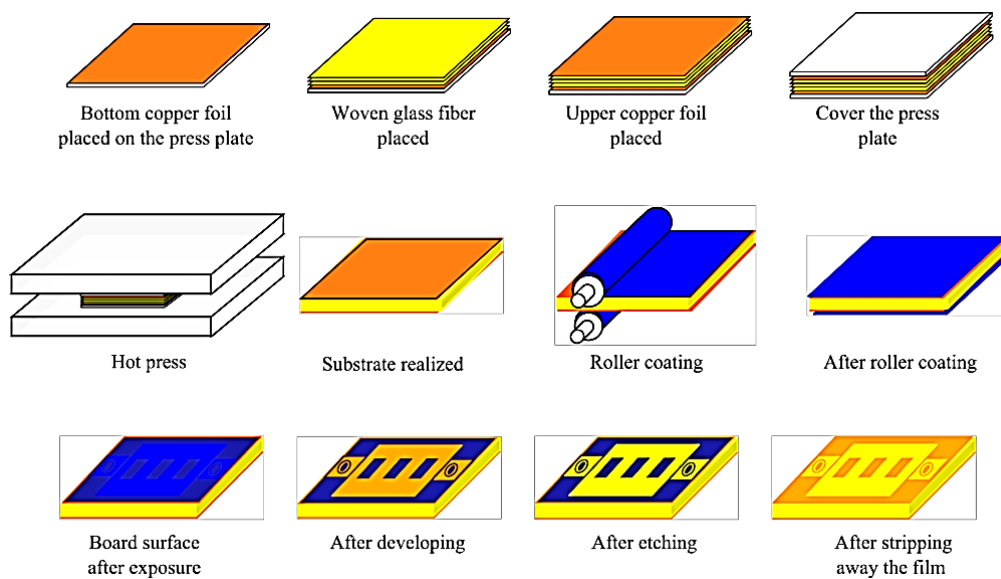 Bottom copper foil
placed on the press plate
Woven glass fiber
placed
Upper copper foil
placed
Cover the press
plate
Hot press
Substrate realized
Roller coating
After roller coating
Board surface
after exposure
After developing
After etching
After stripping
away the film